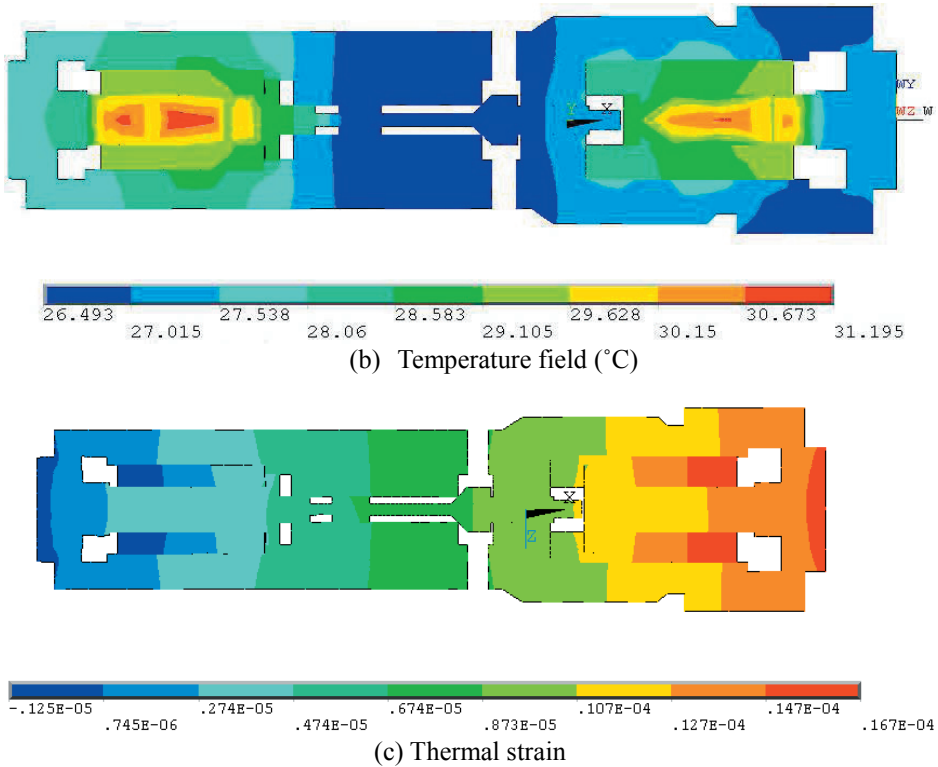 WY
Y X
WZ W
26.493 27.538 28.583 29.628 30.673
27.015 28.06 29.105 30.15 31.195
(b) Temperature field (˚C)
X
Z
-.125E-05 .274E-05 .674E-05 .107E-04 .147E-04
.745E-06 .474E-05 .873E-05 .127E-04 .167E-04
(c) Thermal strain